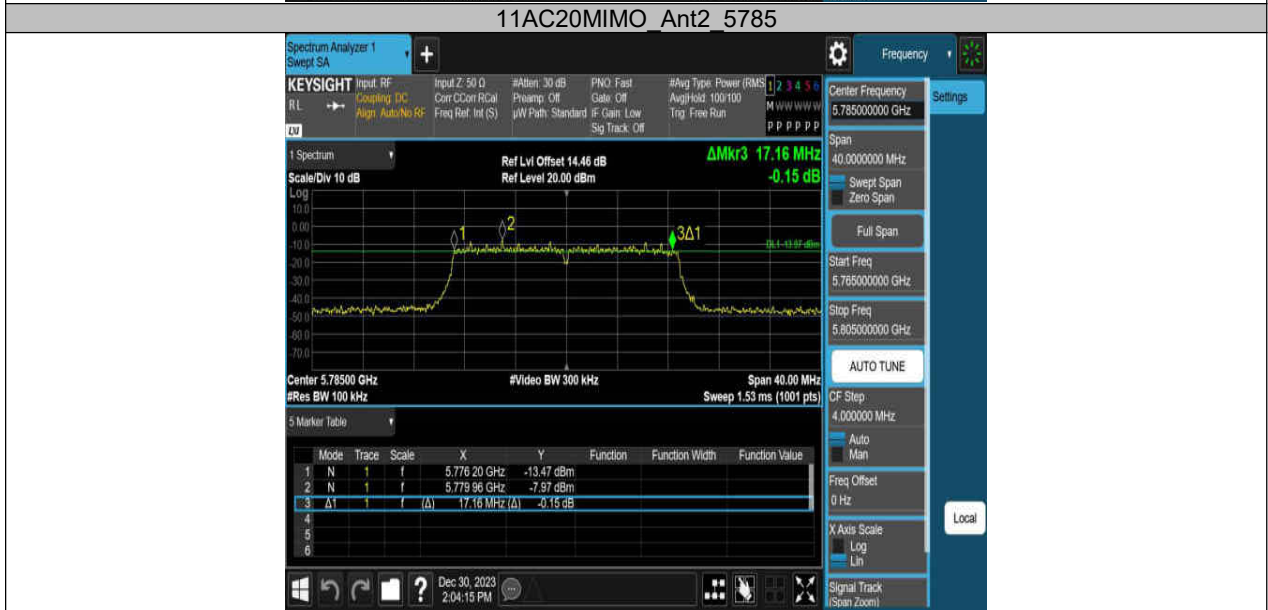 11AC20MIMO_Ant2_5785
Spectrum Analyzer 1
Swept SA
+
Frequency
KEYSIGHT
RL
LXI
Input: RF
Coupling: DC
Align: Auto/No RF
Input Z: 50 Ω
Corr CCorr RCal
Freq Ref: Int (S)
#Atten: 30 dB
Preamp: Off
µW Path: Standard
PNO: Fast
Gate: Off
IF Gain: Low
Sig Track: Off
#Avg Type: Power (RMS
Avg|Hold: 100/100
Trig: Free Run
1 2 3 4 5 6
M W W W W W
P P P P P P
Center Frequency
5.785000000 GHz
Settings
1 Spectrum
Scale/Div 10 dB
Ref Lvl Offset 14.46 dB
Ref Level 20.00 dBm
ΔMkr3 17.16 MHz
-0.15 dB
Span
40.0000000 MHz
Swept Span
Zero Span
Full Span
Start Freq
5.765000000 GHz
Stop Freq
5.805000000 GHz
AUTO TUNE
CF Step
4.000000 MHz
Auto
Man
Freq Offset
0 Hz
X Axis Scale
Log
Lin
Signal Track
(Span Zoom)
Local
Log
10.0
0.00
-10.0
-20.0
-30.0
-40.0
-50.0
-60.0
-70.0
1
2
3Δ1
DL1 -13.97 dBm
Center 5.78500 GHz
#Video BW 300 kHz
Span 40.00 MHz
#Res BW 100 kHz
Sweep 1.53 ms (1001 pts)
5 Marker Table
Mode Trace Scale X Y Function Function Width Function Value
1 N 1 f 5.776 20 GHz -13.47 dBm
2 N 1 f 5.779 96 GHz -7.97 dBm
3 Δ1 1 f (Δ) 17.16 MHz (Δ) -0.15 dB
4
5
6
?
Dec 30, 2023
2:04:15 PM